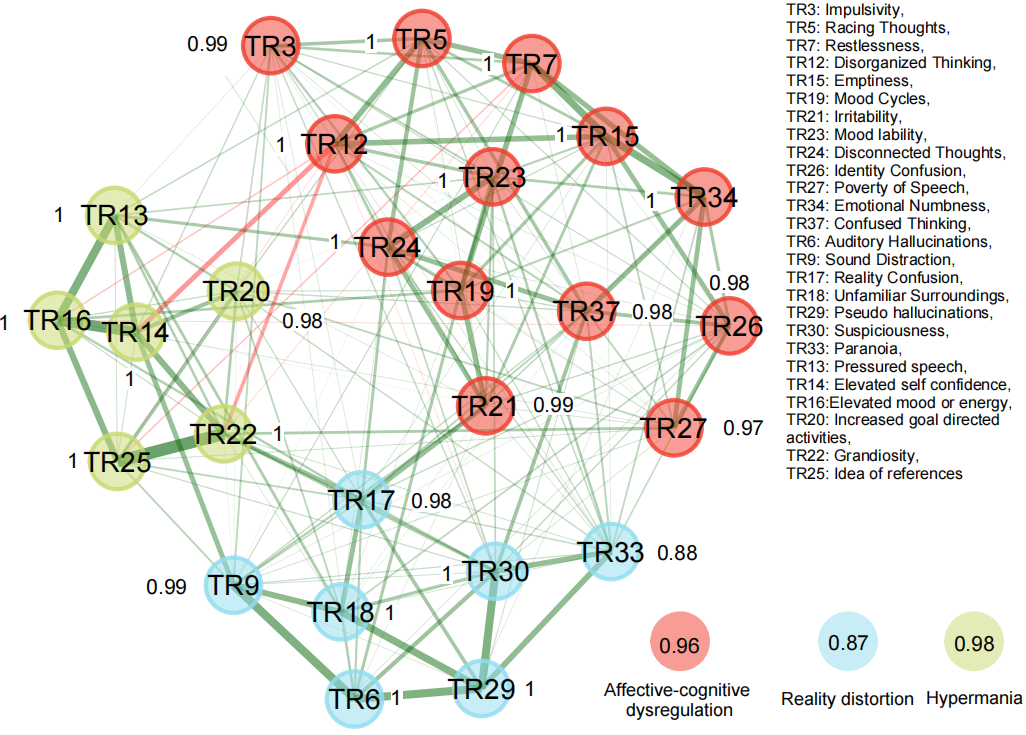 TR3: Impulsivity,
TR5: Racing Thoughts,
TR7: Restlessness,
TR12: Disorganized Thinking,
TR15: Emptiness,
TR19: Mood Cycles,
TR21: Irritability,
TR23: Mood lability,
TR24: Disconnected Thoughts,
TR26: Identity Confusion,
TR27: Poverty of Speech,
TR34: Emotional Numbness,
TR37: Confused Thinking,
TR6: Auditory Hallucinations,
TR9: Sound Distraction,
TR17: Reality Confusion,
TR18: Unfamiliar Surroundings,
TR29: Pseudo hallucinations,
TR30: Suspiciousness,
TR33: Paranoia,
TR13: Pressured speech,
TR14: Elevated self confidence,
TR16:Elevated mood or energy,
TR20: Increased goal directed
activities,
TR22: Grandiosity,
TR25: Idea of references
0.99 TR3
1 TR5
1 TR7
1 TR12
1 TR15
1 TR23
1 TR34
1 TR13
1 TR24
TR20 0.98
TR19 1
TR37 0.98
0.98
TR26
1 TR16
TR14
1
TR21 0.99
TR27 0.97
TR22 1
1 TR25
TR17 0.98
TR33 0.88
0.99 TR9
1 TR30
TR18 1
TR6 1
TR29 1
0.96
Affective-cognitive
dysregulation
0.87
Reality distortion
0.98
Hypermania